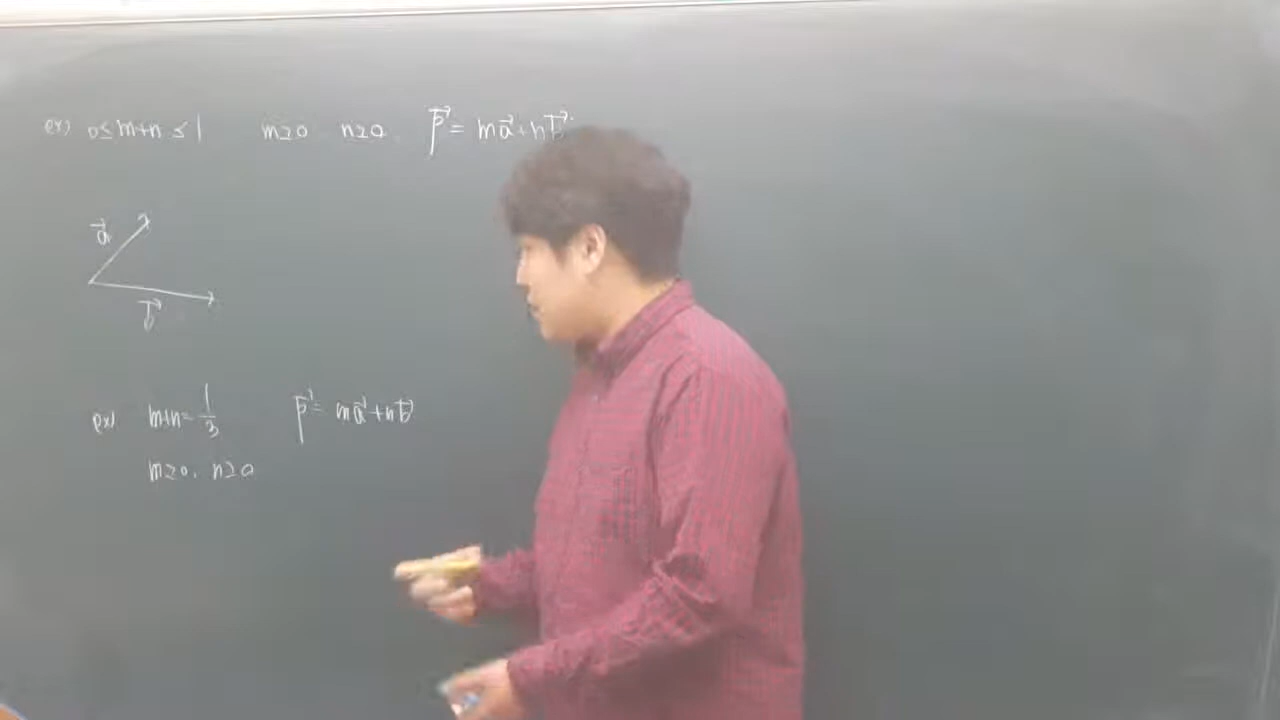 ex) 0≤m+n≤1 m≥0 n≥0. p⃗ = ma⃗+nb⃗.
a⃗
b⃗
ex) m+n=1/3 p⃗= ma⃗+nb⃗
m≥0, n≥0